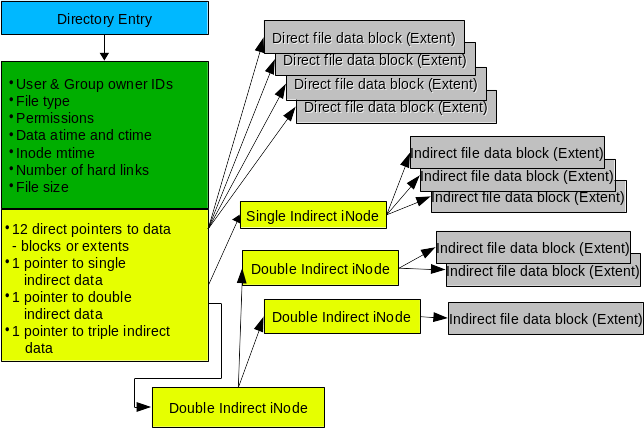 Directory Entry
• User & Group owner IDs
• File type
• Permissions
• Data atime and ctime
• Inode mtime
• Number of hard links
• File size
• 12 direct pointers to data
- blocks or extents
• 1 pointer to single
indirect data
• 1 pointer to double
indirect data
• 1 pointer to triple indirect
data
Direct file data block (Extent)
Direct file data block (Extent)
Direct file data block (Extent)
Direct file data block (Extent)
Indirect file data block (Extent)
Indirect file data block (Extent)
Indirect file data block (Extent)
Single Indirect iNode
Indirect file data block (Extent)
Indirect file data block (Extent)
Double Indirect iNode
Double Indirect iNode
Indirect file data block (Extent)
Double Indirect iNode